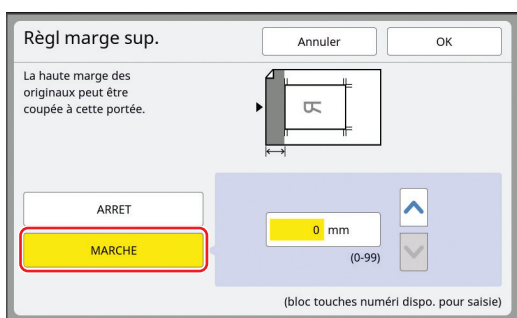 Règl marge sup.
Annuler
OK
La haute marge des
originaux peut être
coupée à cette portée.
R
ARRET
MARCHE
0 mm
(0-99)
(bloc touches numéri dispo. pour saisie)